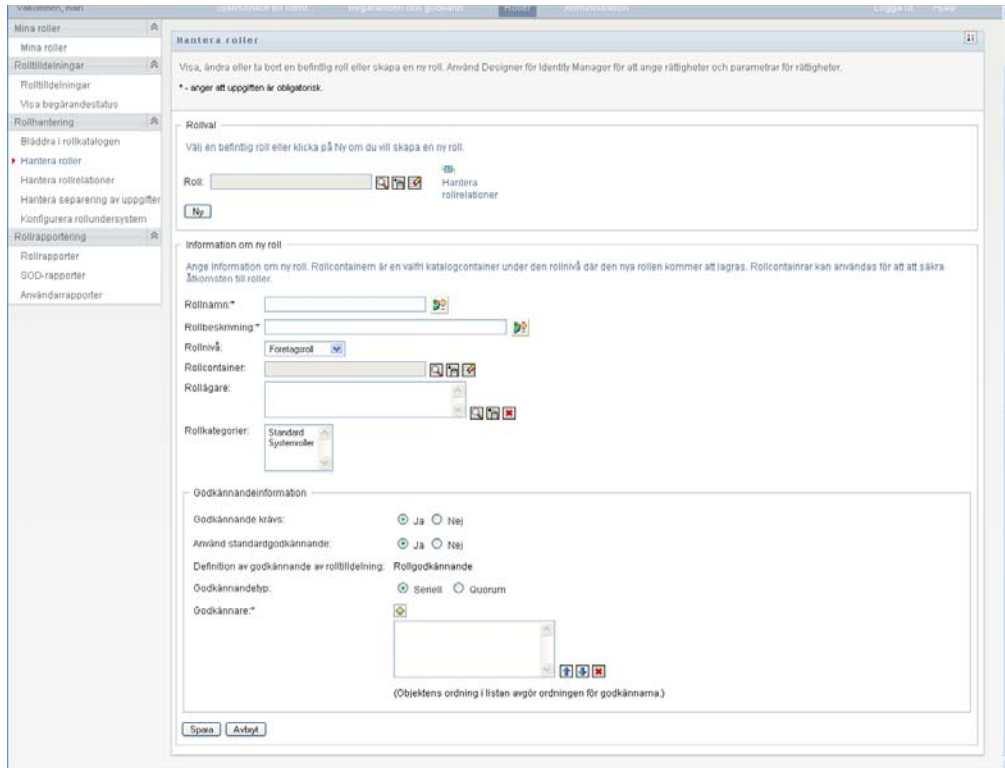 Välkommen,
Roller
Administration
Logga ut Hjälp
Mina roller
Mina roller
Rolltilldelningar
Rolltilldelningar
Visa begärandestatus
Rollhantering
Bläddra i rollkatalogen
Hantera roller
Hantera rollrelationer
Hantera separering av uppgifter
Konfigurera rollundersystem
Rollrapportering
Rollrapporter
SOD-rapporter
Användarrapporter
Hantera roller
Visa, ändra eller ta bort en befintlig roll eller skapa en ny roll. Använd Designer för Identity Manager för att ange rättigheter och parametrar för rättigheter.
* - anger att uppgiften är obligatorisk.
Rollval
Välj en befintlig roll eller klicka på Ny om du vill skapa en ny roll.
Roll:
Hantera
rollrelationer
Ny
Information om ny roll
Ange information om ny roll. Rollcontainern är en valfri katalogcontainer under den rollnivå där den nya rollen kommer att lagras. Rollcontainrar kan användas för att att säkra
åtkomsten till roller.
Rollnamn:*
Rollbeskrivning:*
Rollnivå: Företagsroll
Rollcontainer:
Rollägare:
Rollkategorier: Standard
Systemroller
Godkännandeinformation
Godkännande krävs: Ja Nej
Använd standardgodkännande: Ja Nej
Definition av godkännande av rolltilldelning: Rollgodkännande
Godkännandetyp: Seriell Quorum
Godkännare:*
(Objektens ordning i listan avgör ordningen för godkännarna.)
Spara Avbryt